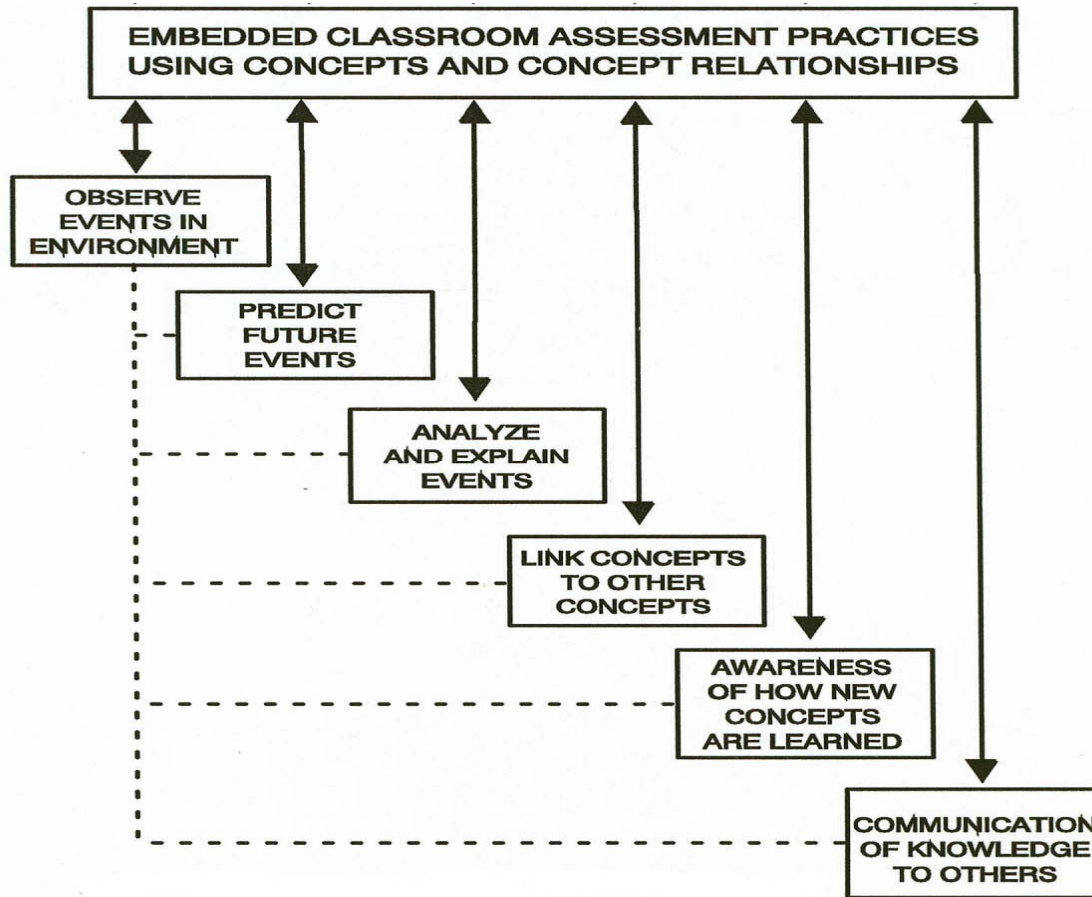 EMBEDDED CLASSROOM ASSESSMENT PRACTICES
USING CONCEPTS AND CONCEPT RELATIONSHIPS
OBSERVE
EVENTS IN
ENVIRONMENT
PREDICT
FUTURE
EVENTS
ANALYZE
AND EXPLAIN
EVENTS
LINK CONCEPTS
TO OTHER
CONCEPTS
AWARENESS
OF HOW NEW
CONCEPTS
ARE LEARNED
COMMUNICATION
OF KNOWLEDGE
TO OTHERS